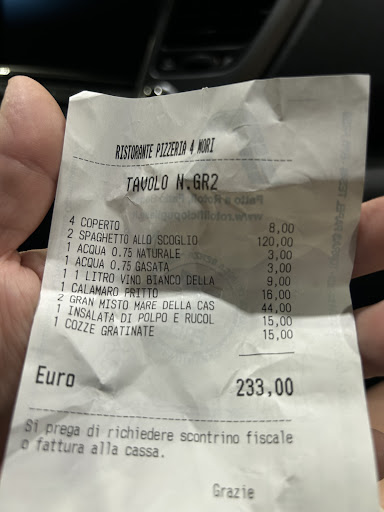 RISTORANTE PIZZERIA 4 MORI
TAVOLO N.GR2
4 COPERTO 8,00
2 SPAGHETTO ALLO SCOGLIO 120,00
1 ACQUA 0.75 NATURALE 3,00
1 ACQUA 0.75 GASATA 3,00
1 1 LITRO VINO BIANCO DELLA 9,00
1 CALAMARO FRITTO 16,00
2 GRAN MISTO MARE DELLA CAS 44,00
1 INSALATA DI POLPO E RUCOL 15,00
1 COZZE GRATINATE 15,00
Euro 233,00
Si prega di richiedere scontrino fiscale
o fattura alla cassa.
Grazie